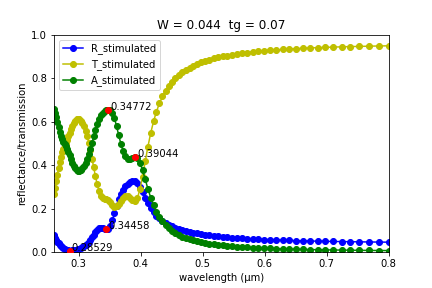 W = 0.044  tg = 0.07
R_stimulated
T_stimulated
A_stimulated
reflectance/transmission
1.0
0.8
0.6
0.4
0.2
0.0
0.34772
0.39044
0.34458
0.28529
0.3
0.4
0.5
0.6
0.7
0.8
wavelength (μm)